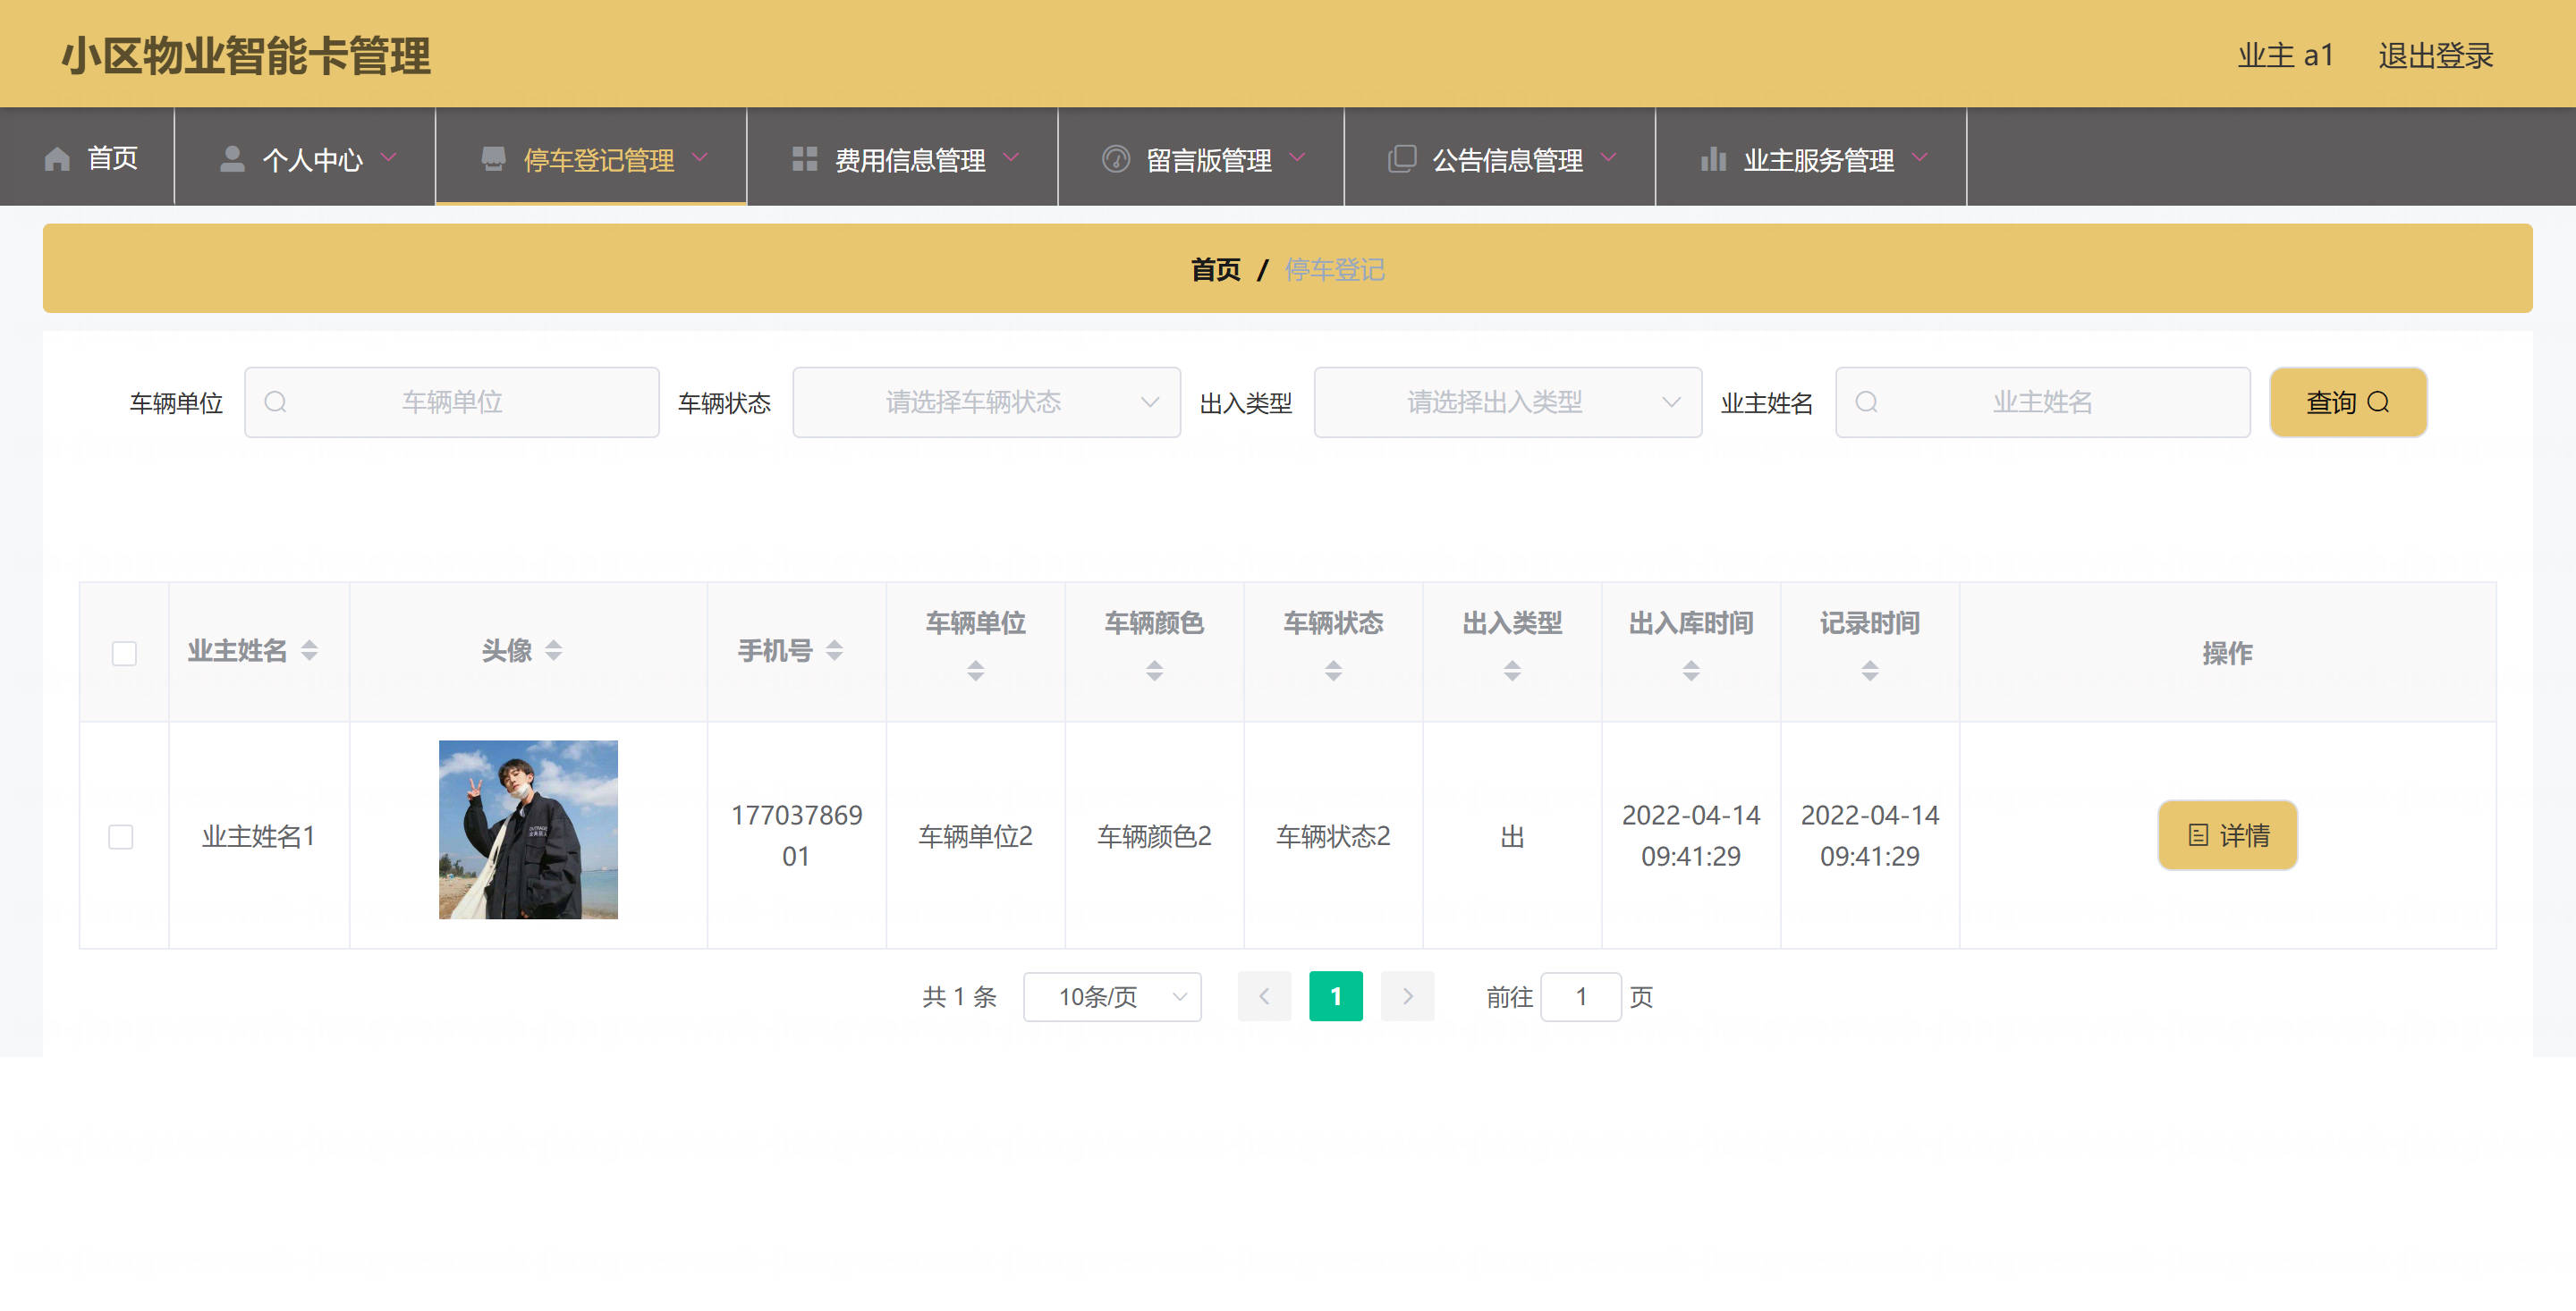 小区物业智能卡管理
业主 a1
退出登录
首页
个人中心
停车登记管理
费用信息管理
留言版管理
公告信息管理
业主服务管理
首页 / 停车登记
车辆单位 车辆单位 车辆状态 请选择车辆状态 出入类型 请选择出入类型 业主姓名 业主姓名 查询
业主姓名 头像 手机号 车辆单位 车辆颜色 车辆状态 出入类型 出入库时间 记录时间 操作
业主姓名1
177037869
01
车辆单位2
车辆颜色2
车辆状态2
出
2022-04-14
09:41:29
2022-04-14
09:41:29
详情
共 1 条 10条/页 1 前往 1 页